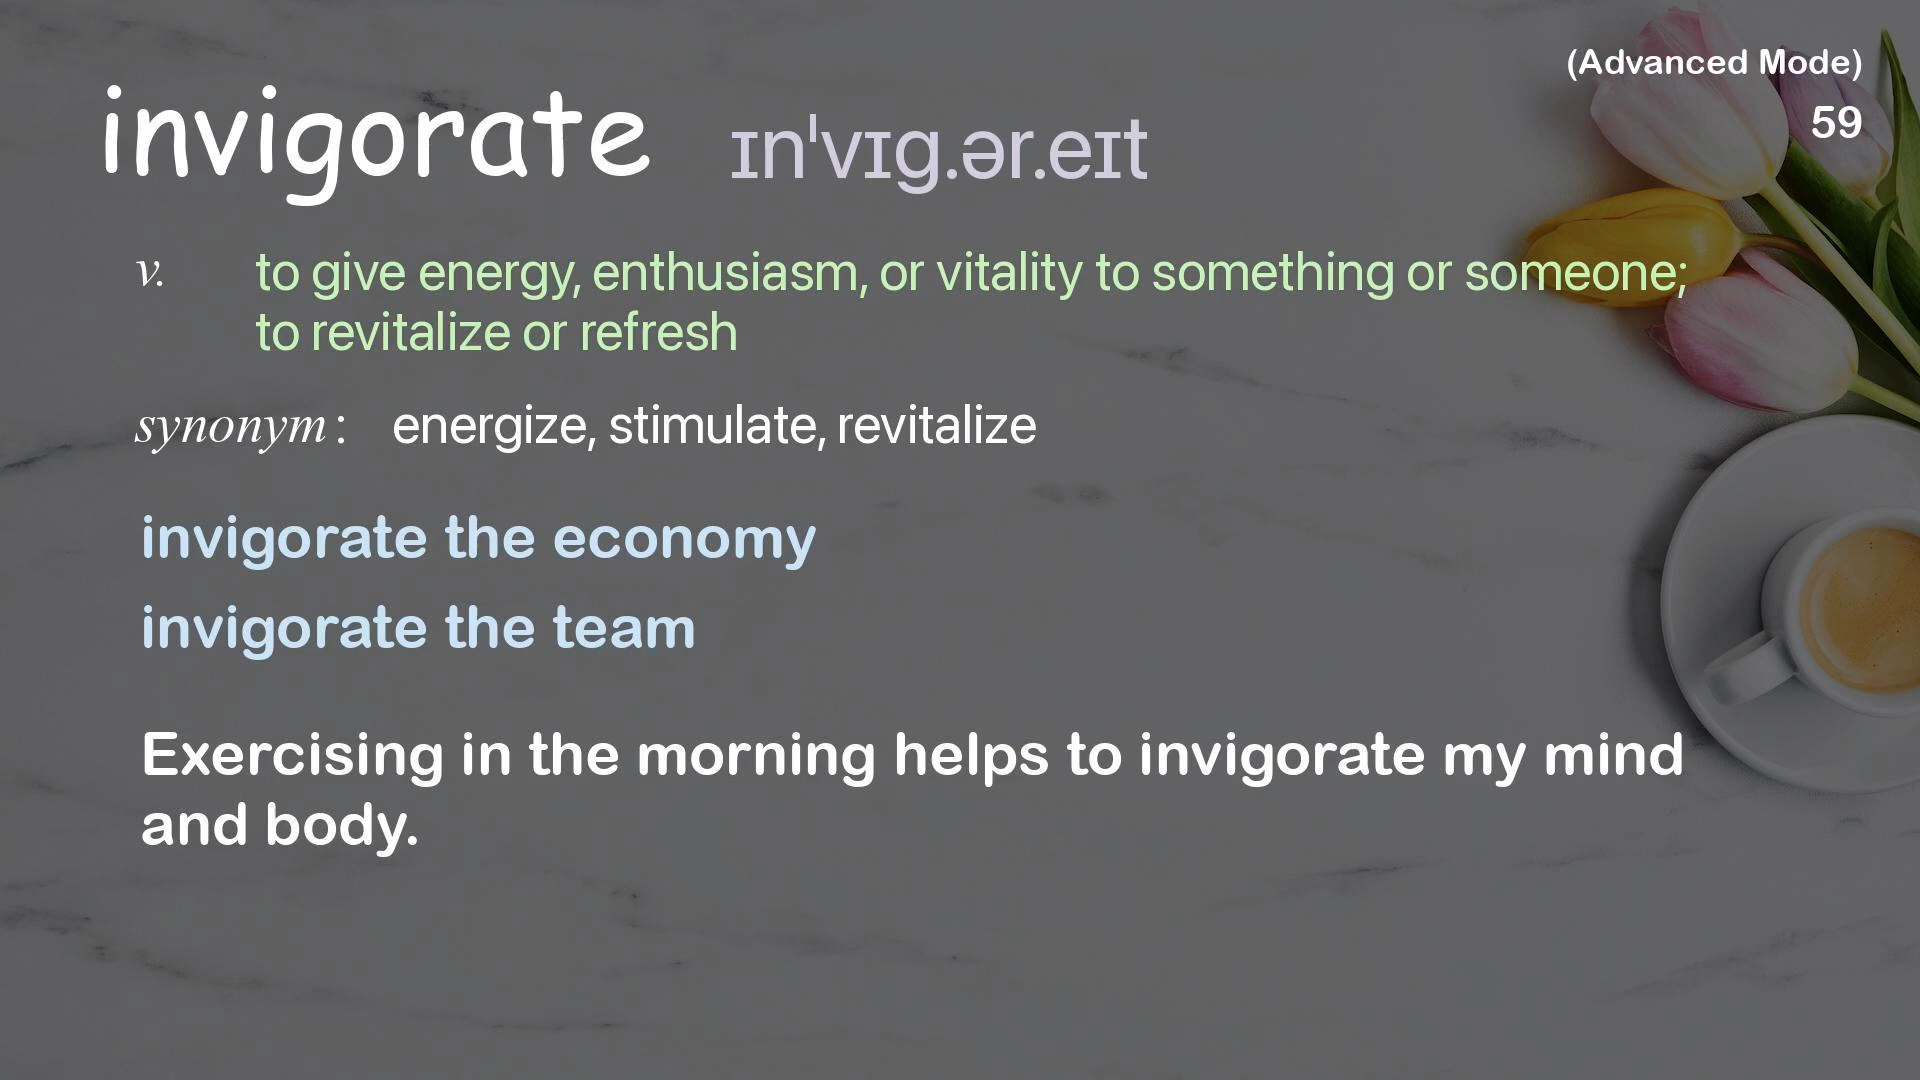 (Advanced Mode)
59
invigorate ɪnˈvɪg.ər.eɪt
v. to give energy, enthusiasm, or vitality to something or someone;
to revitalize or refresh
synonym : energize, stimulate, revitalize
invigorate the economy
invigorate the team
Exercising in the morning helps to invigorate my mind
and body.